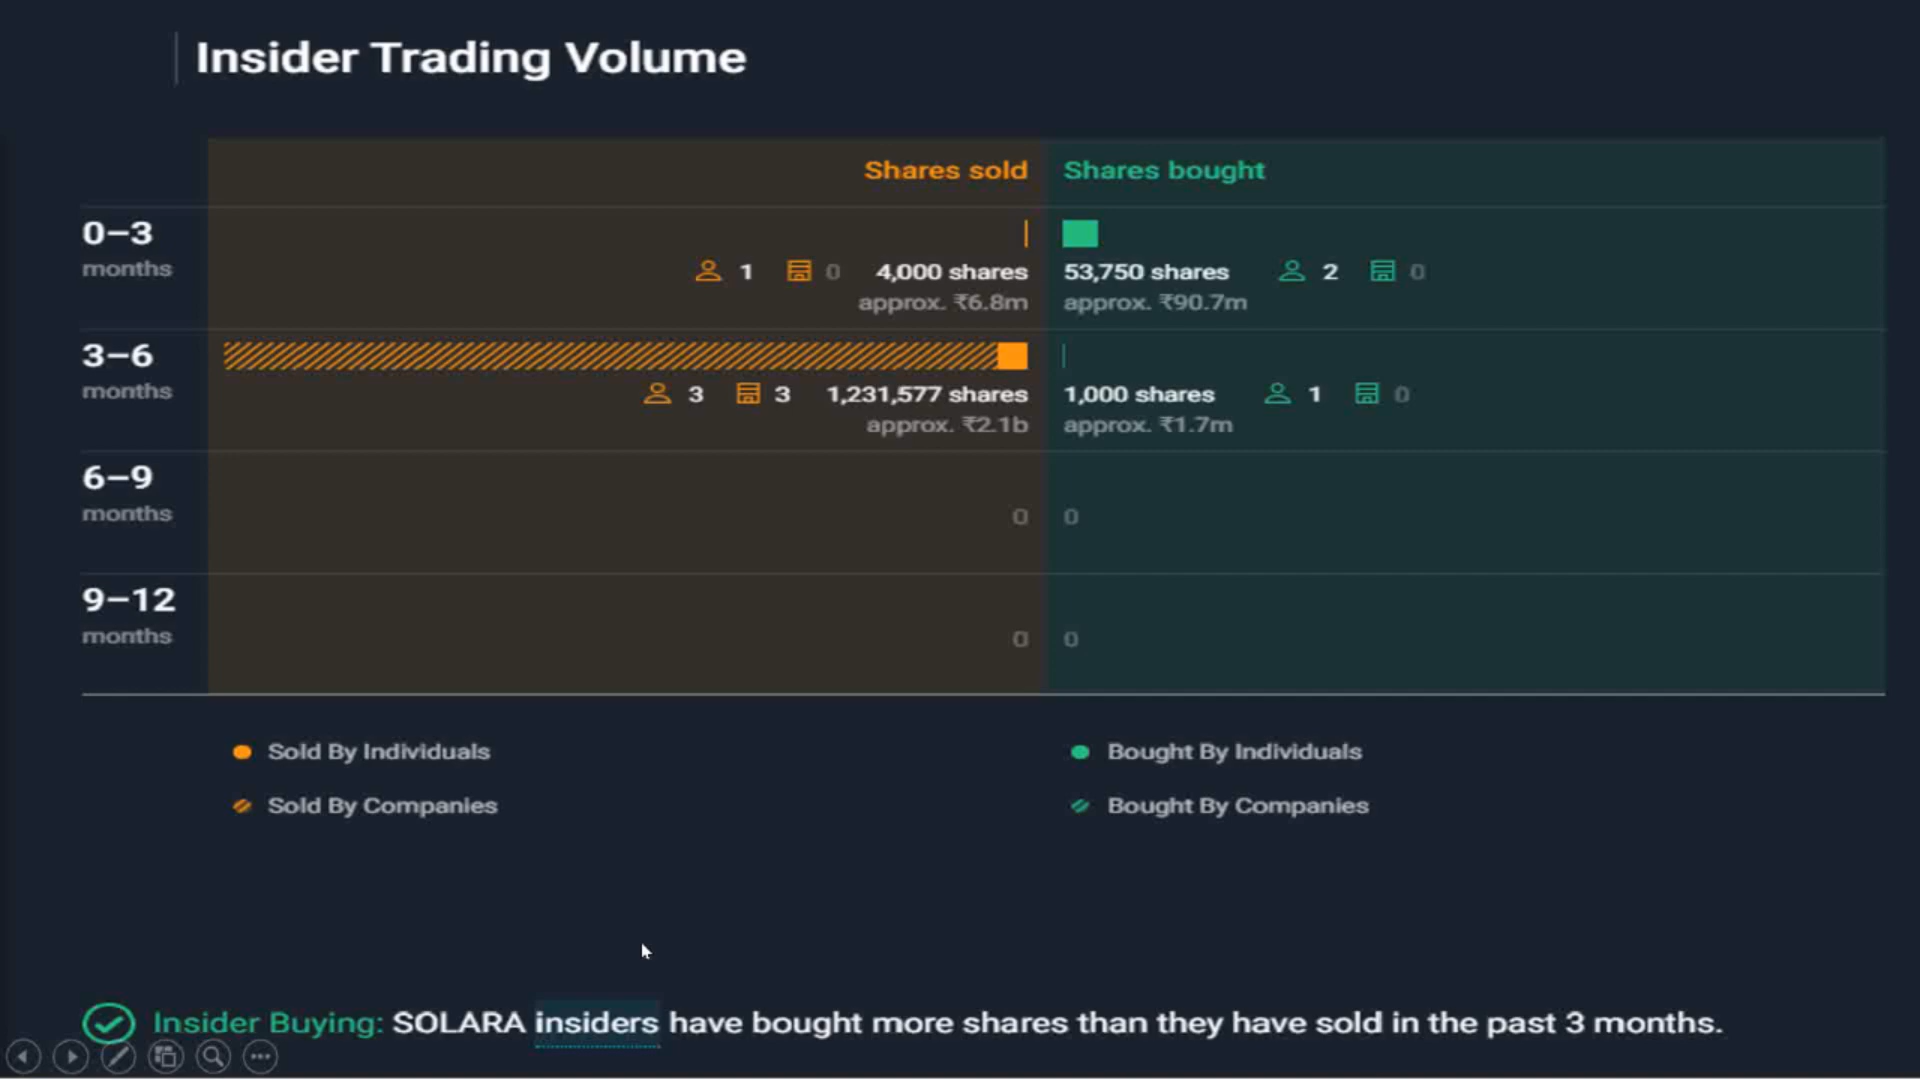 Insider Trading Volume
Shares sold Shares bought
0–3
months
1 0 4,000 shares 53,750 shares 2 0
approx. ₹6.8m approx. ₹90.7m
3–6
months
3 3 1,231,577 shares 1,000 shares 1 0
approx. ₹2.1b approx. ₹1.7m
6–9
months
0 0
9–12
months
0 0
Sold By Individuals Bought By Individuals
Sold By Companies Bought By Companies
Insider Buying: SOLARA insiders have bought more shares than they have sold in the past 3 months.